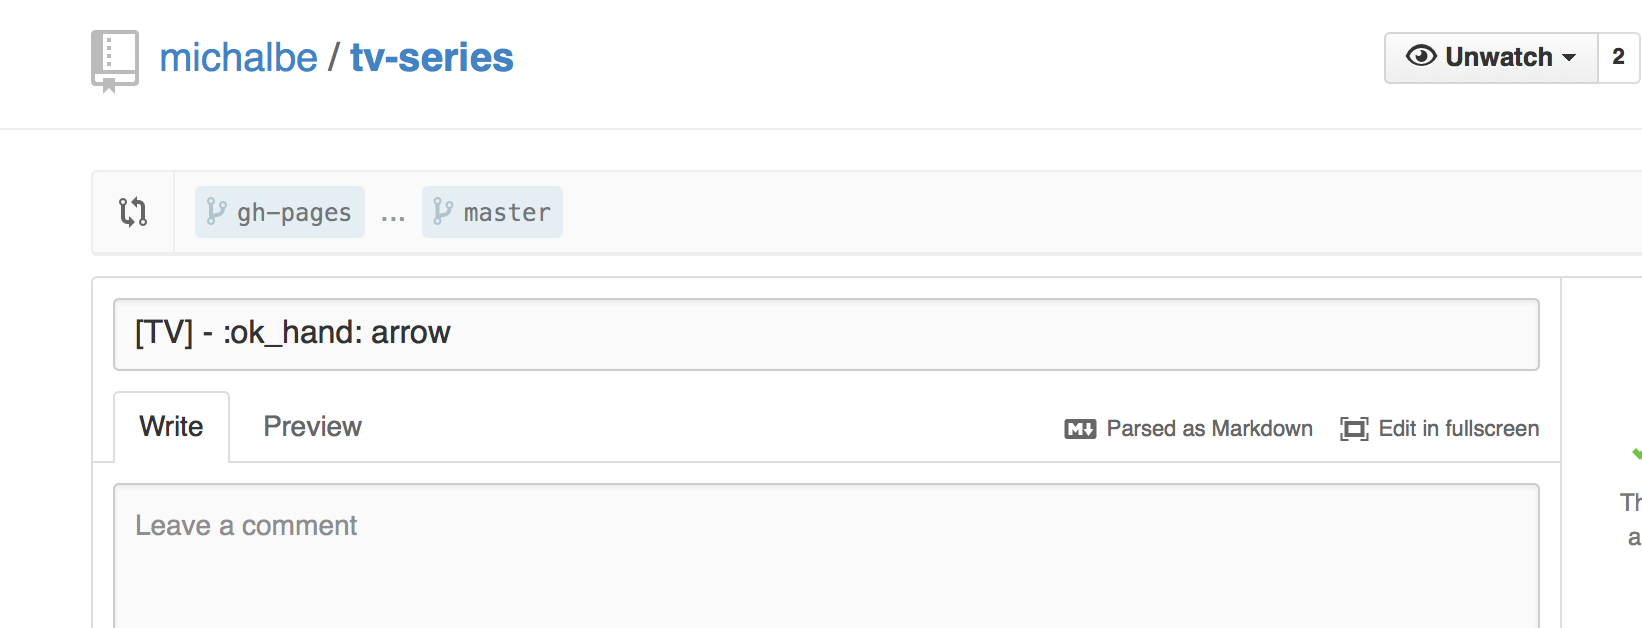 michalbe / tv-series
Unwatch 2
gh-pages ... master
[TV] - :ok_hand: arrow
Write Preview Parsed as Markdown Edit in fullscreen
Leave a comment